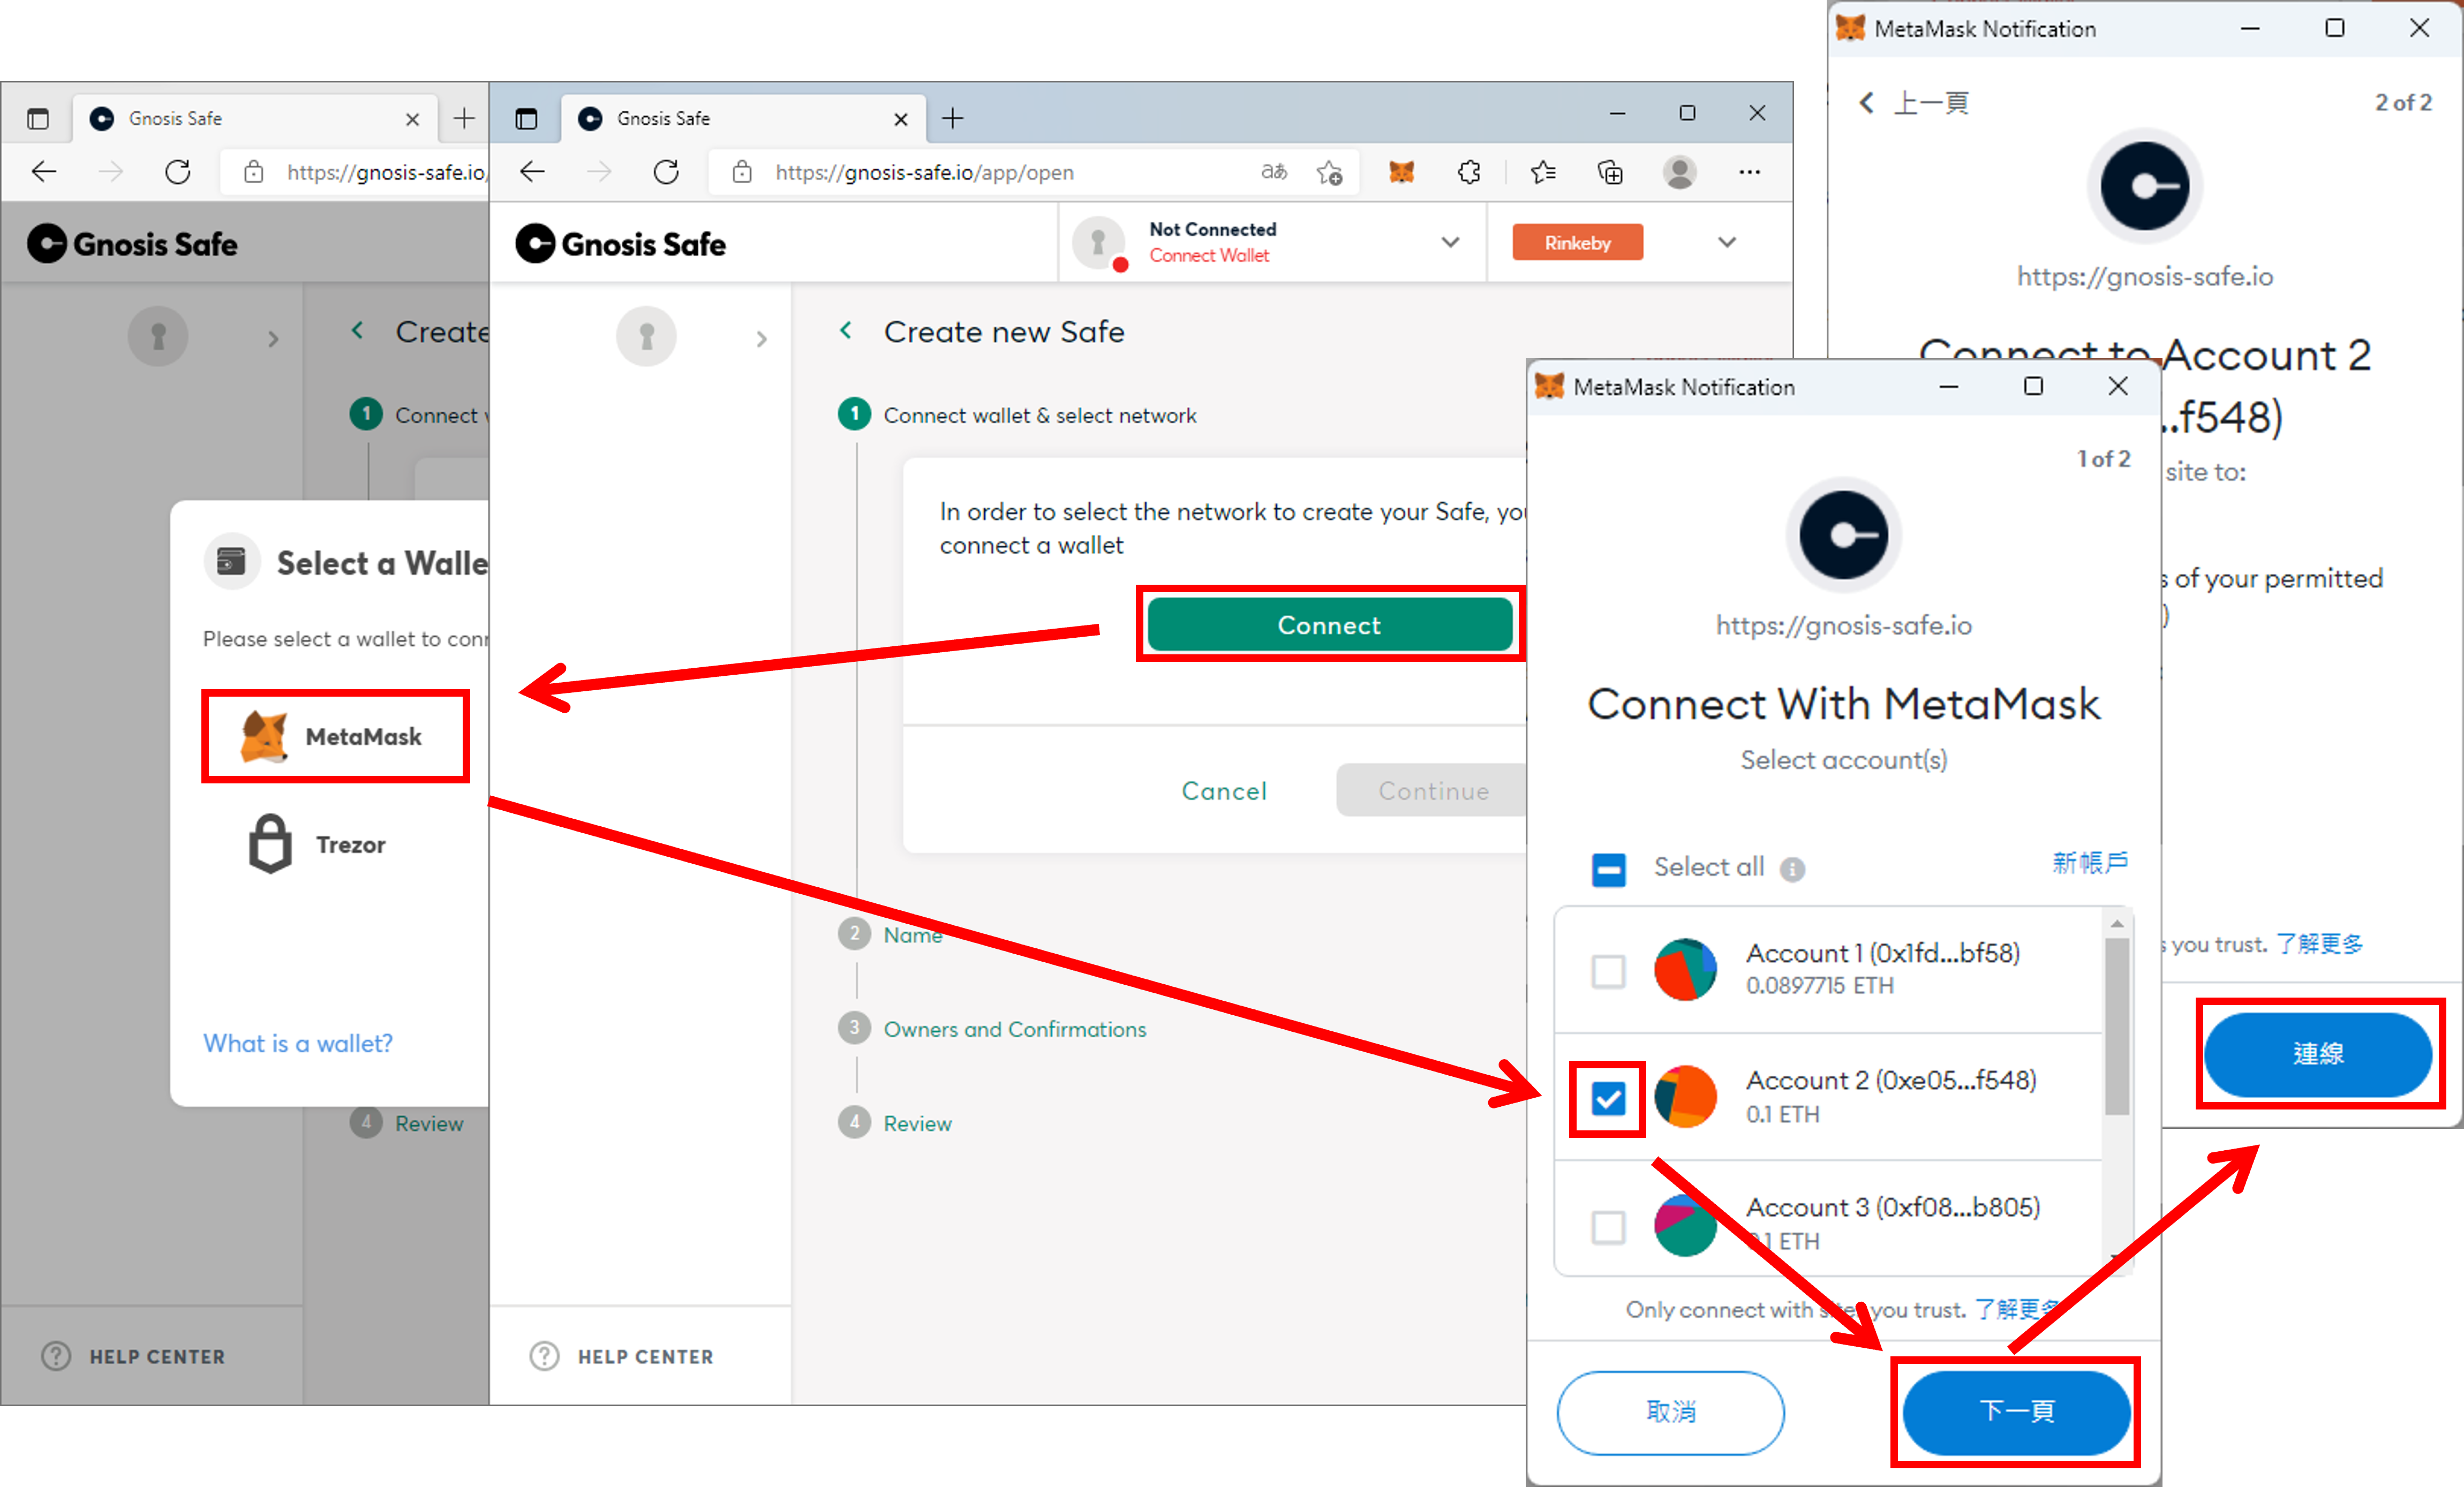 Gnosis Safe
https://gnosis-safe.io/
Gnosis Safe
Create
1
Connect
Select a Walle
Please select a wallet to con
MetaMask
Trezor
What is a wallet?
4
Review
?
HELP CENTER
Gnosis Safe
https://gnosis-safe.io/app/open
aあ
Gnosis Safe
Not Connected
Connect Wallet
Rinkeby
Create new Safe
1
Connect wallet & select network
In order to select the network to create your Safe, yo
connect a wallet
Connect
Cancel
Continue
2
Name
3
Owners and Confirmations
4
Review
?
HELP CENTER
MetaMask Notification
1 of 2
https://gnosis-safe.io
Connect With MetaMask
Select account(s)
Select all
新帳戶
Account 1 (0x1fd...bf58)
0.0897715 ETH
Account 2 (0xe05...f548)
0.1 ETH
Account 3 (0xf08...b805)
0.1 ETH
Only connect with sites you trust. 了解更多
取消
下一頁
MetaMask Notification
上一頁
2 of 2
https://gnosis-safe.io
Connect to Account 2
..f548)
site to:
s of your permitted
)
s you trust. 了解更多
連線